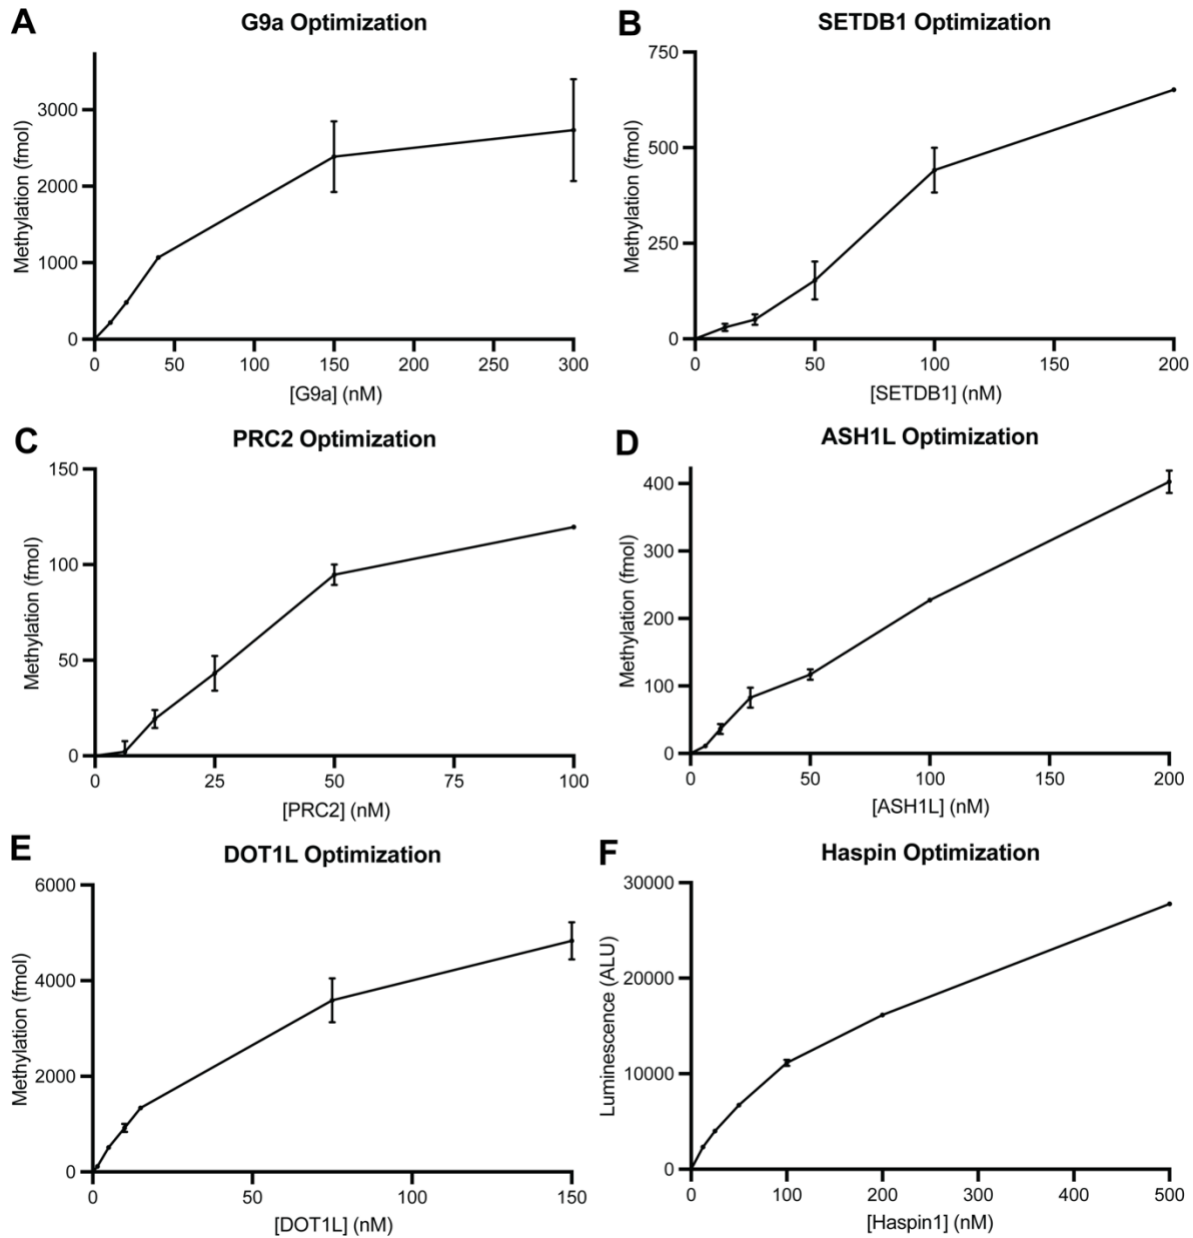 A
G9a Optimization
Methylation (fmol)
3000
2000
1000
0
0 50 100 150 200 250 300
[G9a] (nM)
B
SETDB1 Optimization
Methylation (fmol)
750
500
250
0
0 50 100 150 200
[SETDB1] (nM)
C
PRC2 Optimization
Methylation (fmol)
150
100
50
0
0 25 50 75 100
[PRC2] (nM)
D
ASH1L Optimization
Methylation (fmol)
400
300
200
100
0
0 50 100 150 200
[ASH1L] (nM)
E
DOT1L Optimization
Methylation (fmol)
6000
4000
2000
0
0 50 100 150
[DOT1L] (nM)
F
Haspin Optimization
Luminescence (ALU)
30000
20000
10000
0
0 100 200 300 400 500
[Haspin1] (nM)